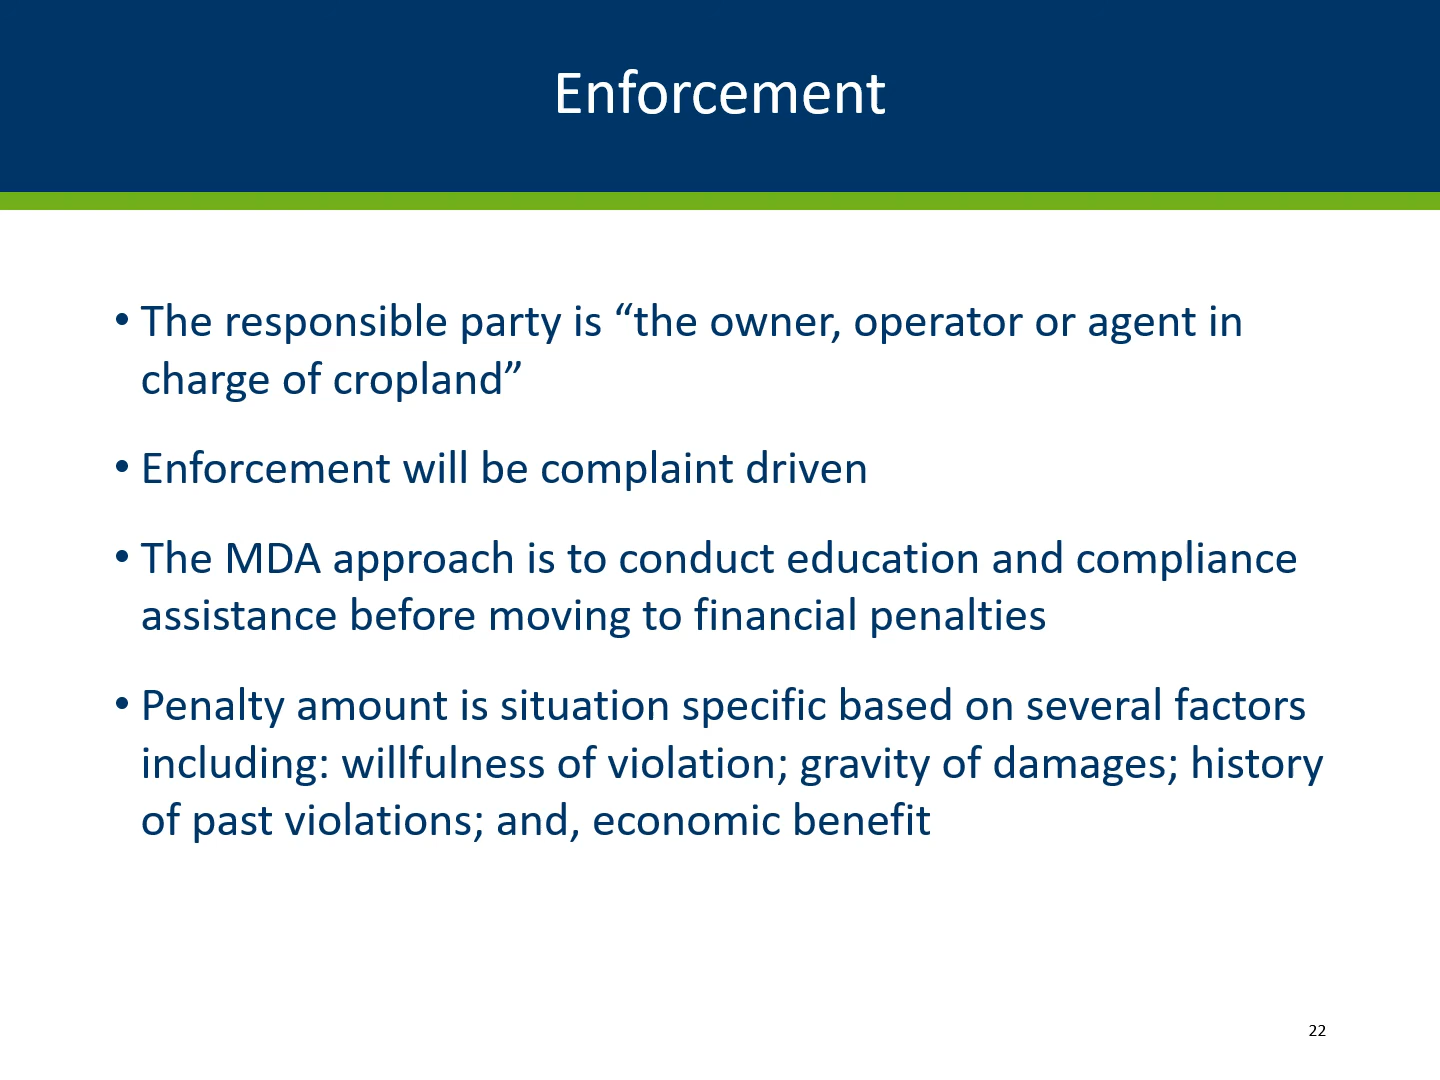 Enforcement
• The responsible party is “the owner, operator or agent in
charge of cropland”
• Enforcement will be complaint driven
• The MDA approach is to conduct education and compliance
assistance before moving to financial penalties
• Penalty amount is situation specific based on several factors
including: willfulness of violation; gravity of damages; history
of past violations; and, economic benefit
22